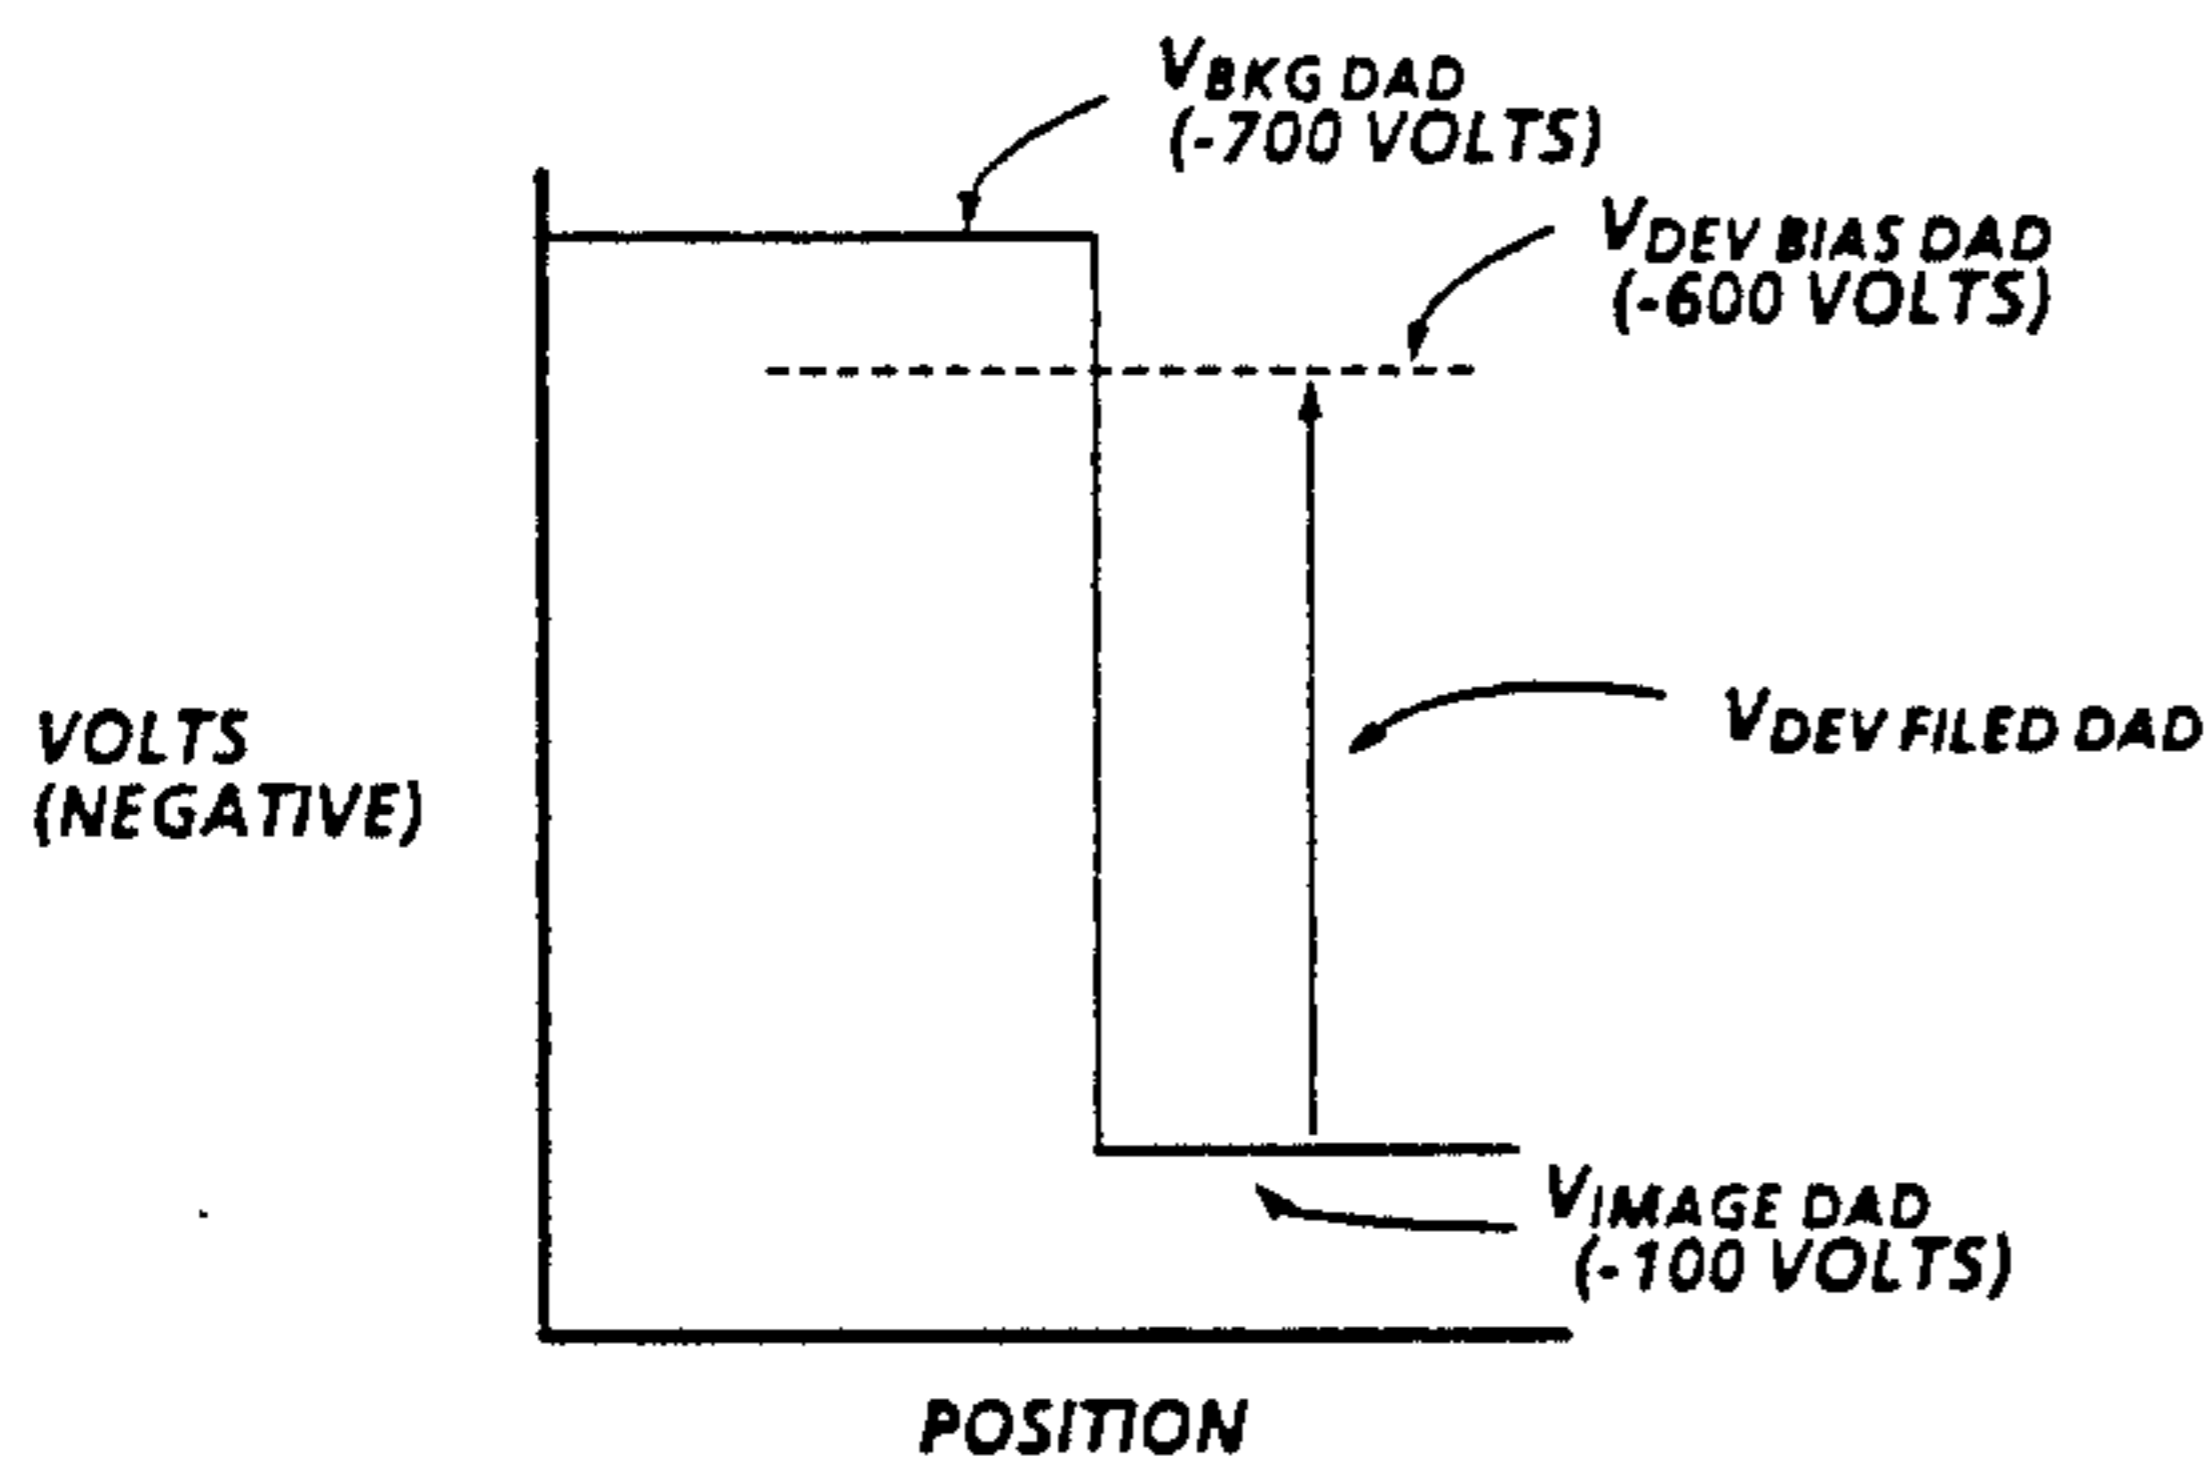 VBKG DAD
(-700 VOLTS)
VDEV BIAS DAD
(-600 VOLTS)
VOLTS
(NEGATIVE)
VDEV FILED DAD
VIMAGE DAD
(-100 VOLTS)
POSITION